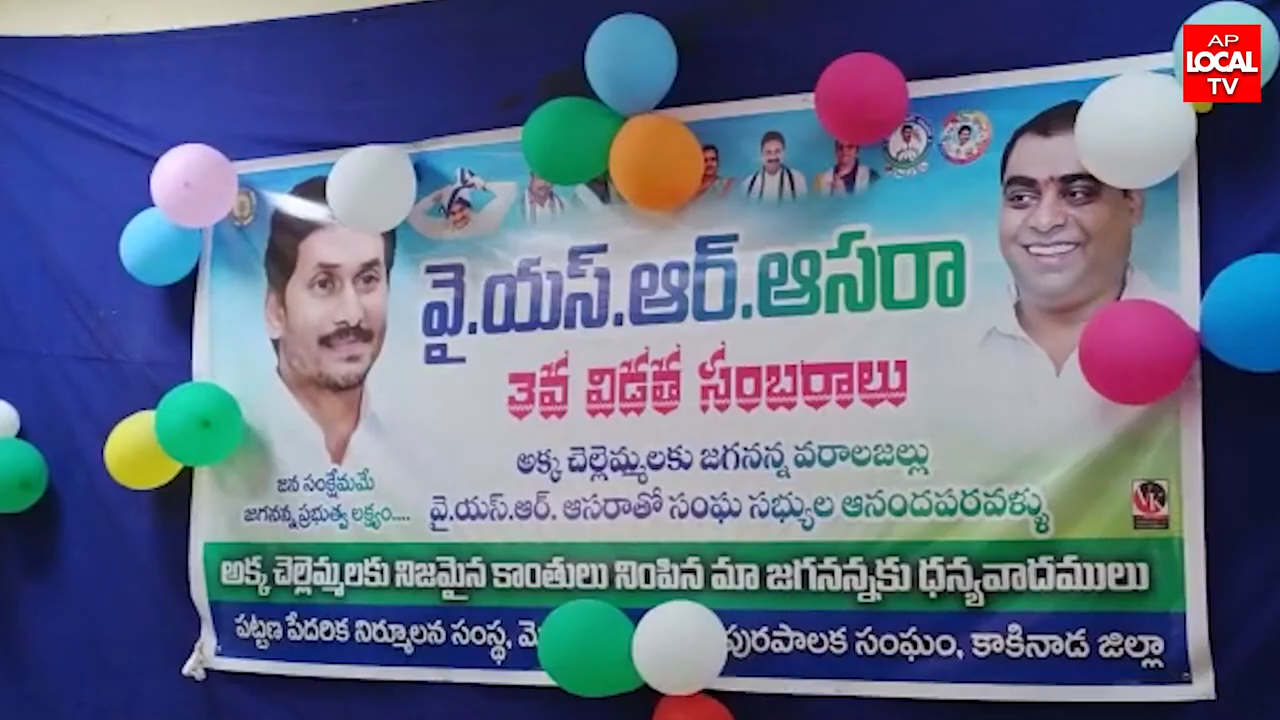 AP
LOCAL
TV
వై.యస్.ఆర్.ఆసరా
3వ విడత సంబరాలు
అక్క చెల్లెమ్మలకు జగనన్న వరాలజల్లు
వై.యస్.ఆర్. ఆసరాతో సంఘ సభ్యుల ఆనందపరవళ్ళు
జన సంక్షేమమే
జగనన్న ప్రభుత్వ లక్ష్యం....
అక్క చెల్లెమ్మలకు నిజమైన కాంతులు నింపిన మా జగనన్నకు ధన్యవాదములు
పట్టణ పేదరిక నిర్మూలన సంస్థ, పురపాలక సంఘం, కాకినాడ జిల్లా